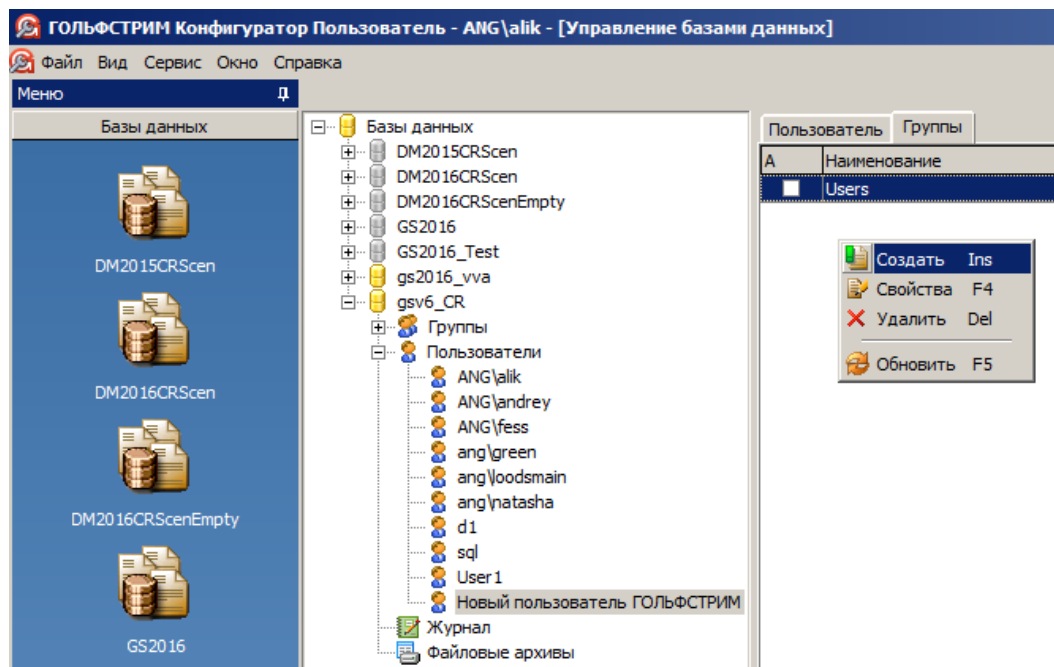 ГОЛЬФСТРИМ Конфигуратор Пользователь - ANG\alik - [Управление базами данных]
Файл Вид Сервис Окно Справка
Меню
Базы данных
DM2015CRScen
DM2016CRScen
DM2016CRScenEmpty
GS2016
Базы данных
DM2015CRScen
DM2016CRScen
DM2016CRScenEmpty
GS2016
GS2016_Test
gs2016_vva
gsv6_CR
Группы
Пользователи
ANG\alik
ANG\andrey
ANG\fess
ang\green
ang\loodsmain
ang\natasha
d1
sql
User1
Новый пользователь ГОЛЬФСТРИМ
Журнал
Файловые архивы
Пользователь Группы
А Наименование
Users
Создать Ins
Свойства F4
Удалить Del
Обновить F5